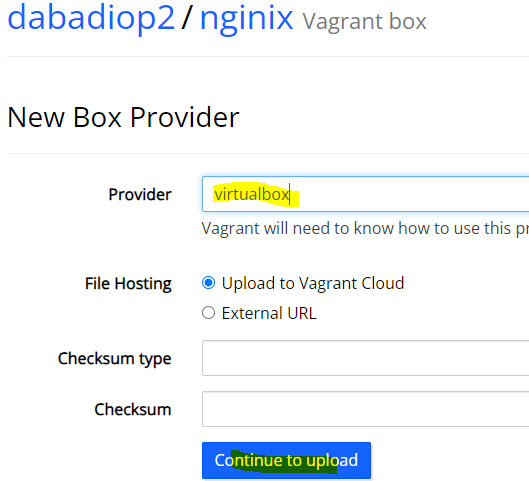 dabadiop2 / nginix Vagrant box
New Box Provider
Provider virtualbox
Vagrant will need to know how to use this pr
File Hosting Upload to Vagrant Cloud
External URL
Checksum type
Checksum
Continue to upload